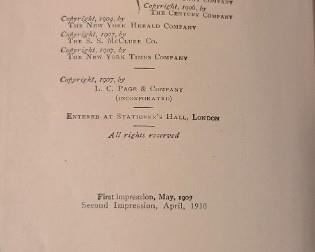 Copyright, 1906, by
THE CENTURY COMPANY
Copyright, 1904, by
THE NEW YORK HERALD COMPANY
Copyright, 1907, by
THE S. S. MCCLURE CO.
Copyright, 1907, by
THE NEW YORK TIMES COMPANY
Copyright, 1907, by
L. C. PAGE & COMPANY
(INCORPORATED)
ENTERED AT STATIONER'S HALL, LONDON
All rights reserved
First impression, May, 1907
Second Impression, April, 1910